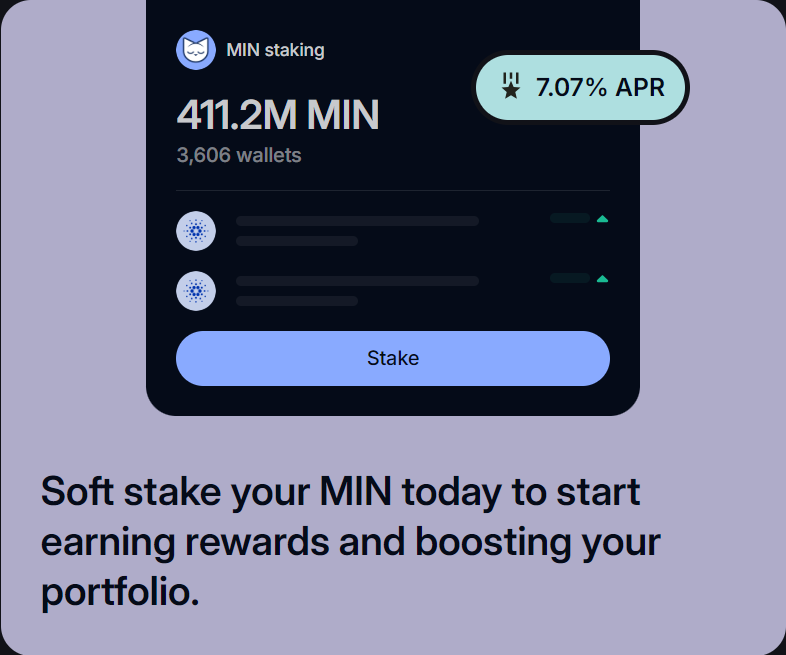 MIN staking
7.07% APR
411.2M MIN
3,606 wallets
Stake
Soft stake your MIN today to start
earning rewards and boosting your
portfolio.